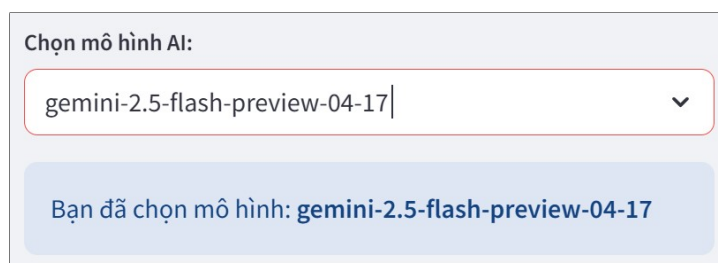 Chọn mô hình AI:
gemini-2.5-flash-preview-04-17
Bạn đã chọn mô hình: gemini-2.5-flash-preview-04-17